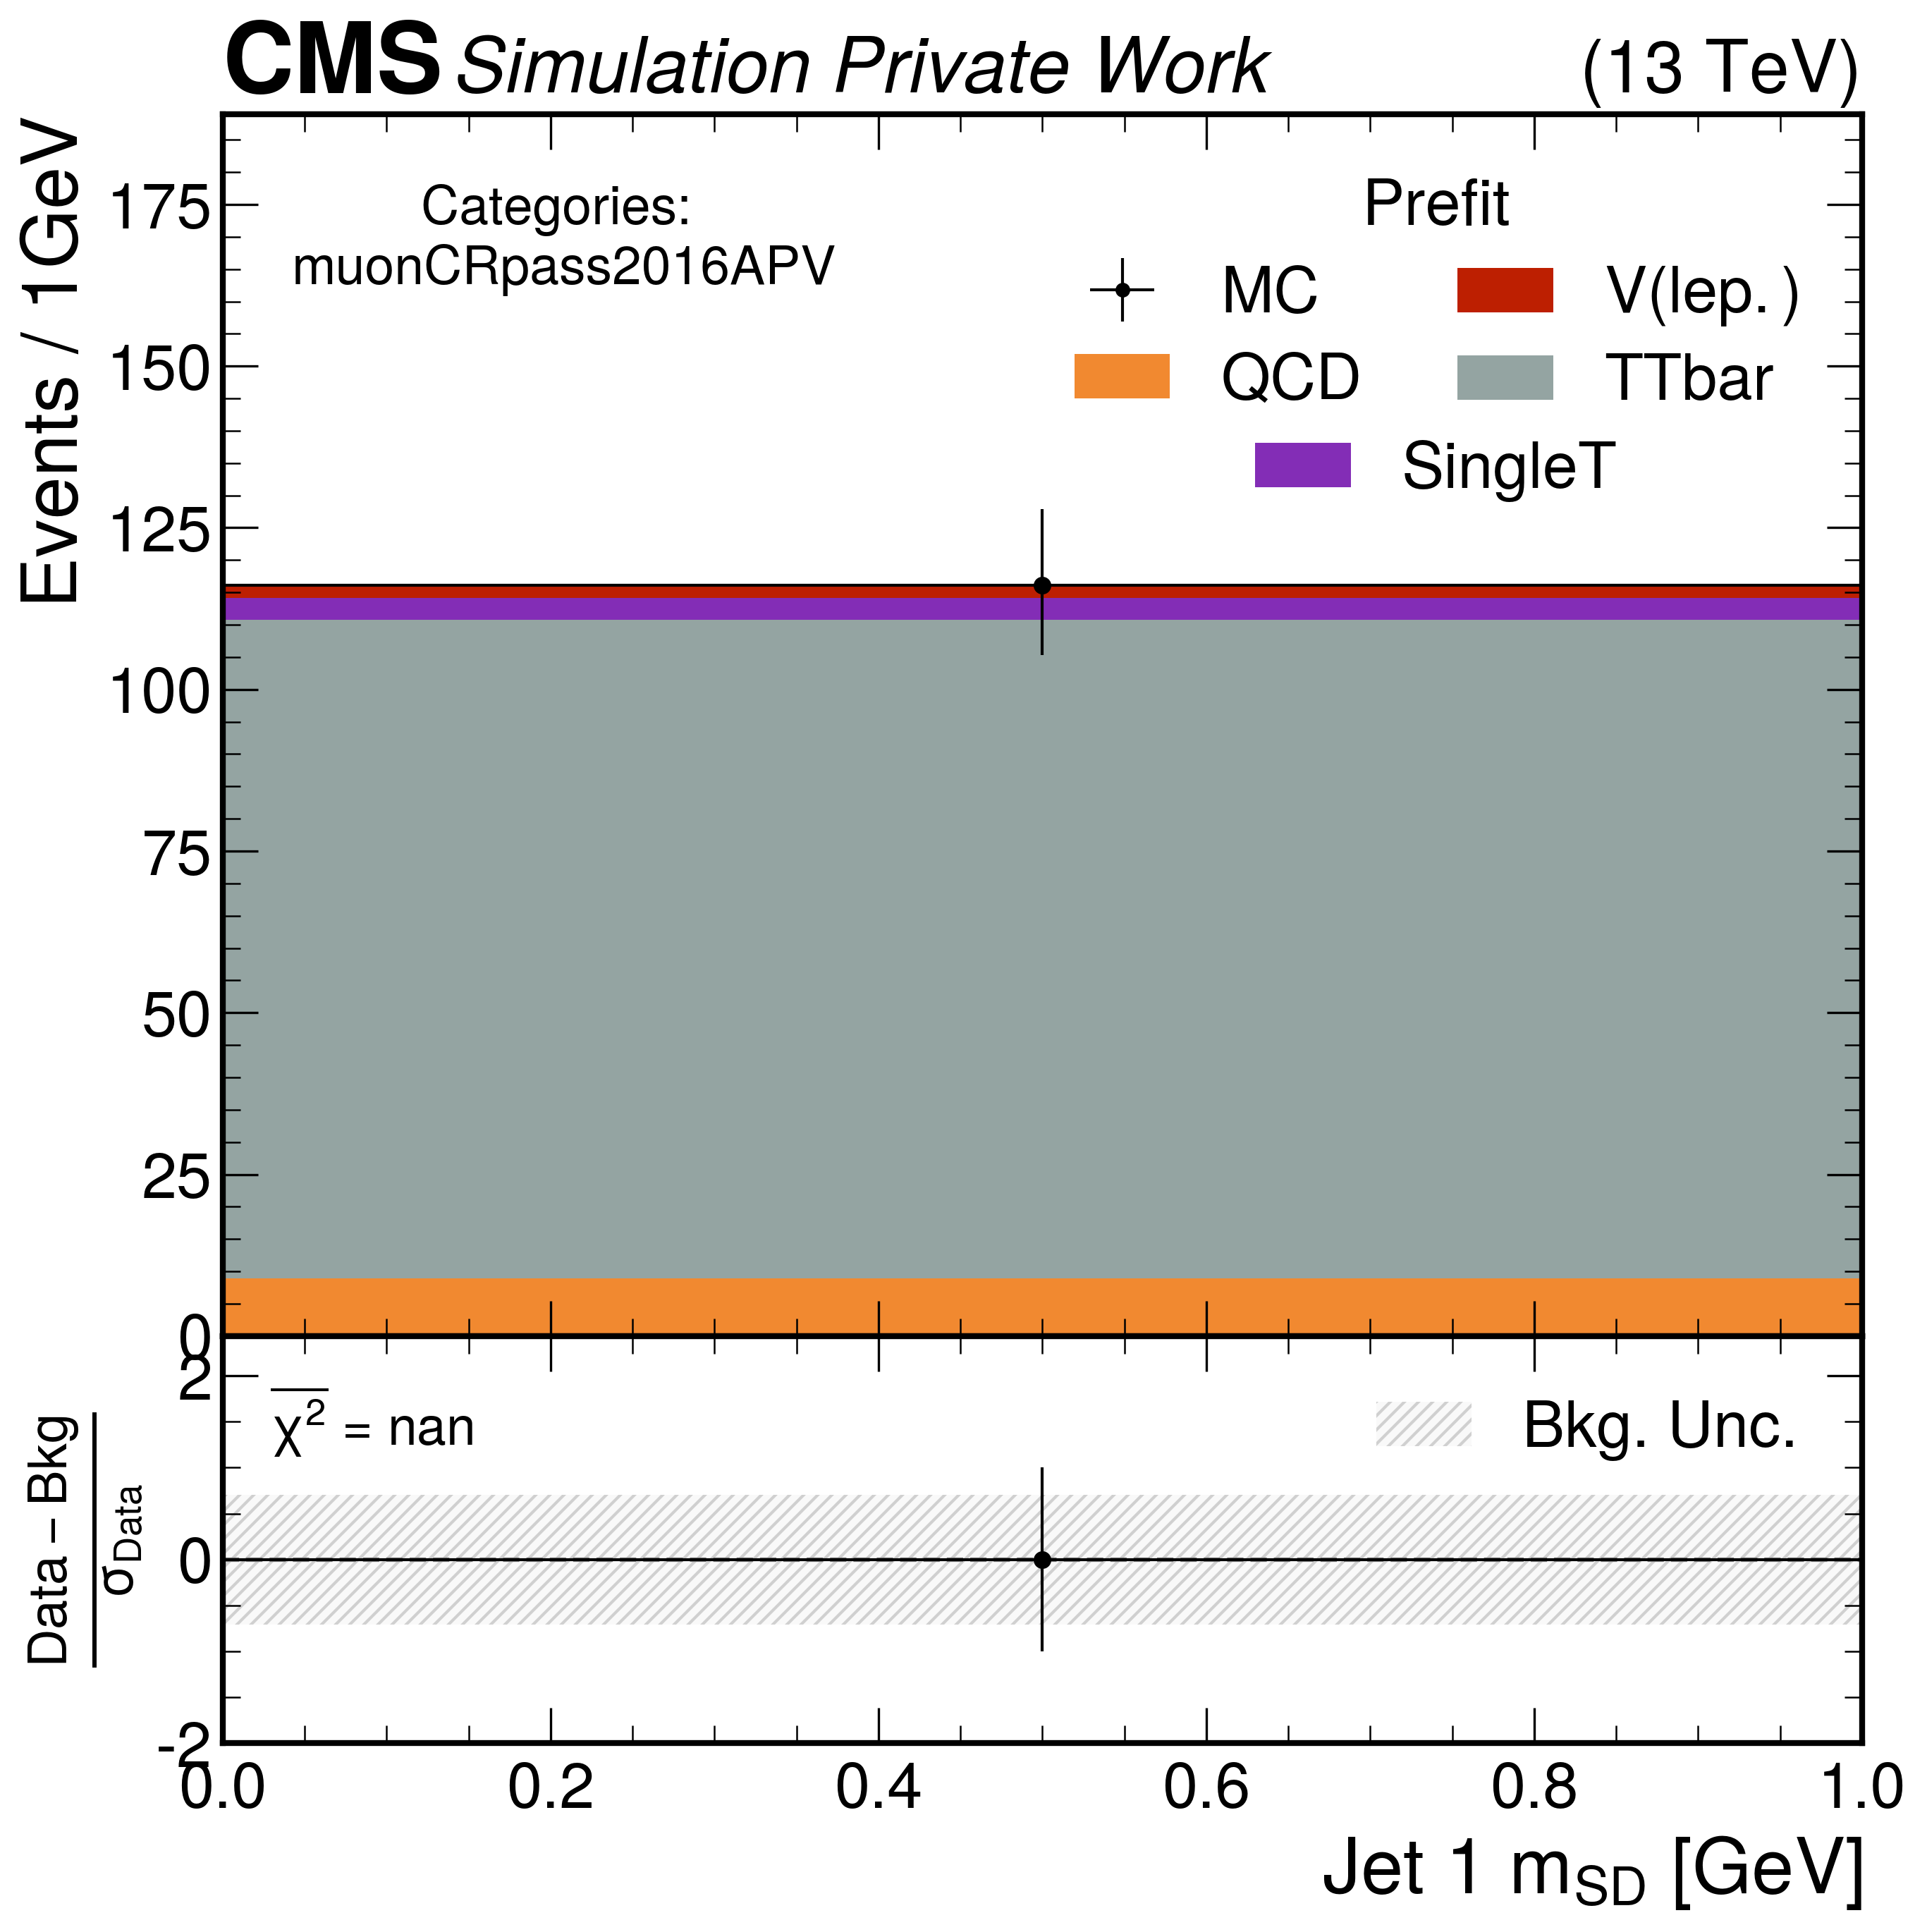 CMS Simulation Private Work (13 TeV)
Events / 1GeV
175
150
125
100
75
50
25
0
Categories:
muonCRpass2016APV
Prefit
MC
V(lep.)
QCD
TTbar
SingleT
Data − Bkg
σData
2
0
-2
χ² = nan
Bkg. Unc.
0.0 0.2 0.4 0.6 0.8 1.0
Jet 1 mSD [GeV]